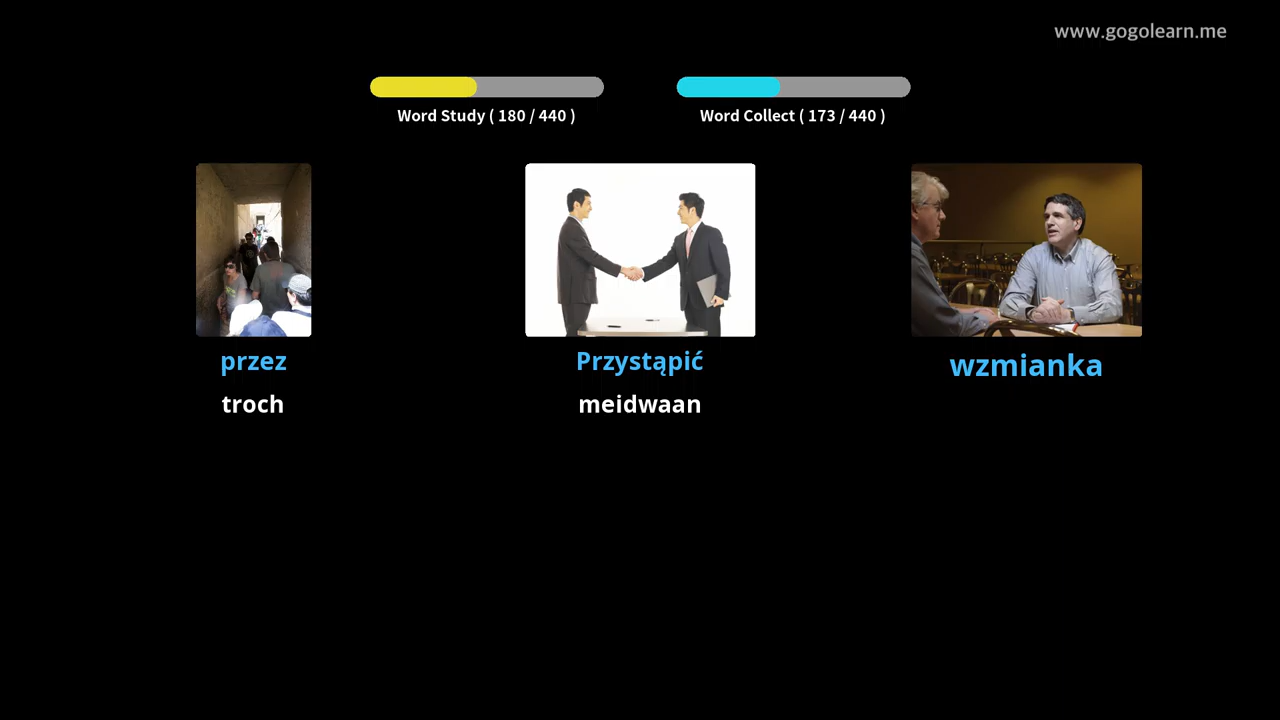 www.gogolearn.me
Word Study ( 180 / 440 )
Word Collect ( 173 / 440 )
przez
troch
Przystąpić
meidwaan
wzmianka